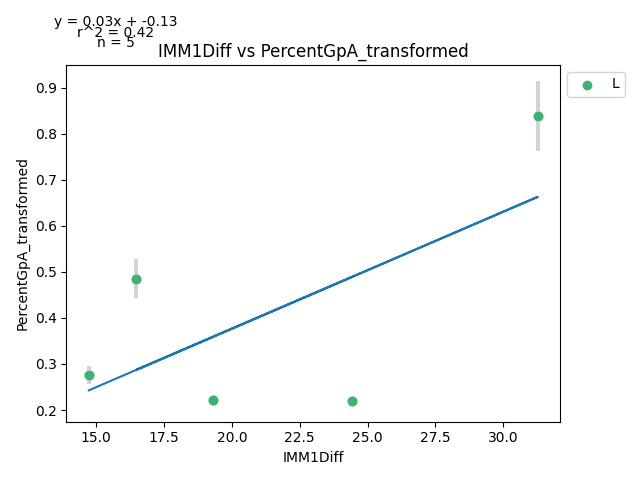 y = 0.03x + -0.13
r^2 = 0.42
n = 5
IMM1Diff vs PercentGpA_transformed
L
0.9
0.8
0.7
0.6
0.5
0.4
0.3
0.2
PercentGpA_transformed
15.0 17.5 20.0 22.5 25.0 27.5 30.0
IMM1Diff